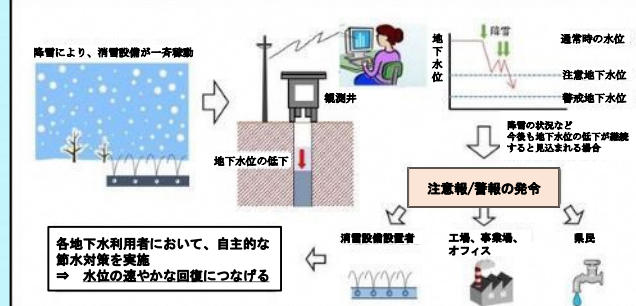 降雪により、消雪設備が一斉稼動
観測井
地下水位の低下
地下水位
降雪
通常時の水位
注意地下水位
警戒地下水位
降雪の状況など
今後も地下水位の低下が継続
すると見込まれる場合
注意報/警報の発令
消雪設備設置者
工場、事業場、
オフィス
県民
各地下水利用者において、自主的な
節水対策を実施
⇒ 水位の速やかな回復につなげる